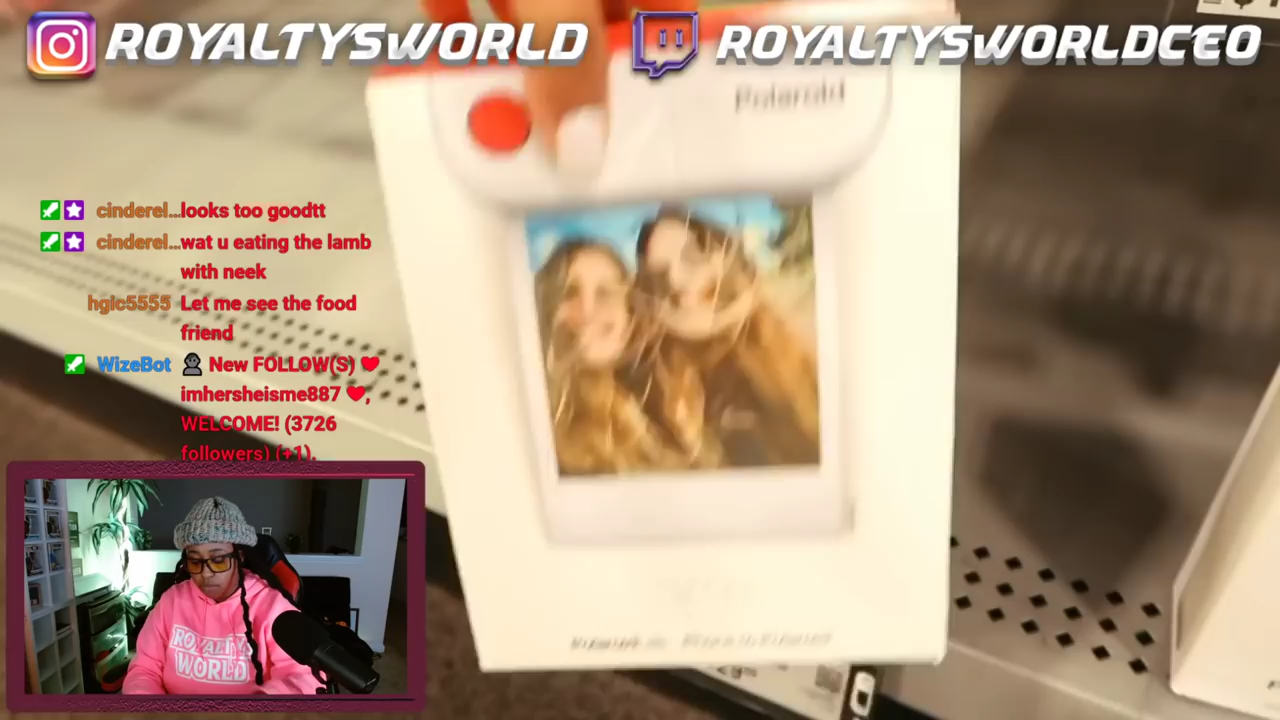 ROYALTYSWORLD
ROYALTYSWORLDCEO
Polaroid
cinderel...looks too goodtt
cinderel...wat u eating the lamb
with neek
hgic5555 Let me see the food
friend
WizeBot New FOLLOW(S)
imhersheisme887 ,
WELCOME! (3726
followers) (+1).
ROYALTY
WORLD